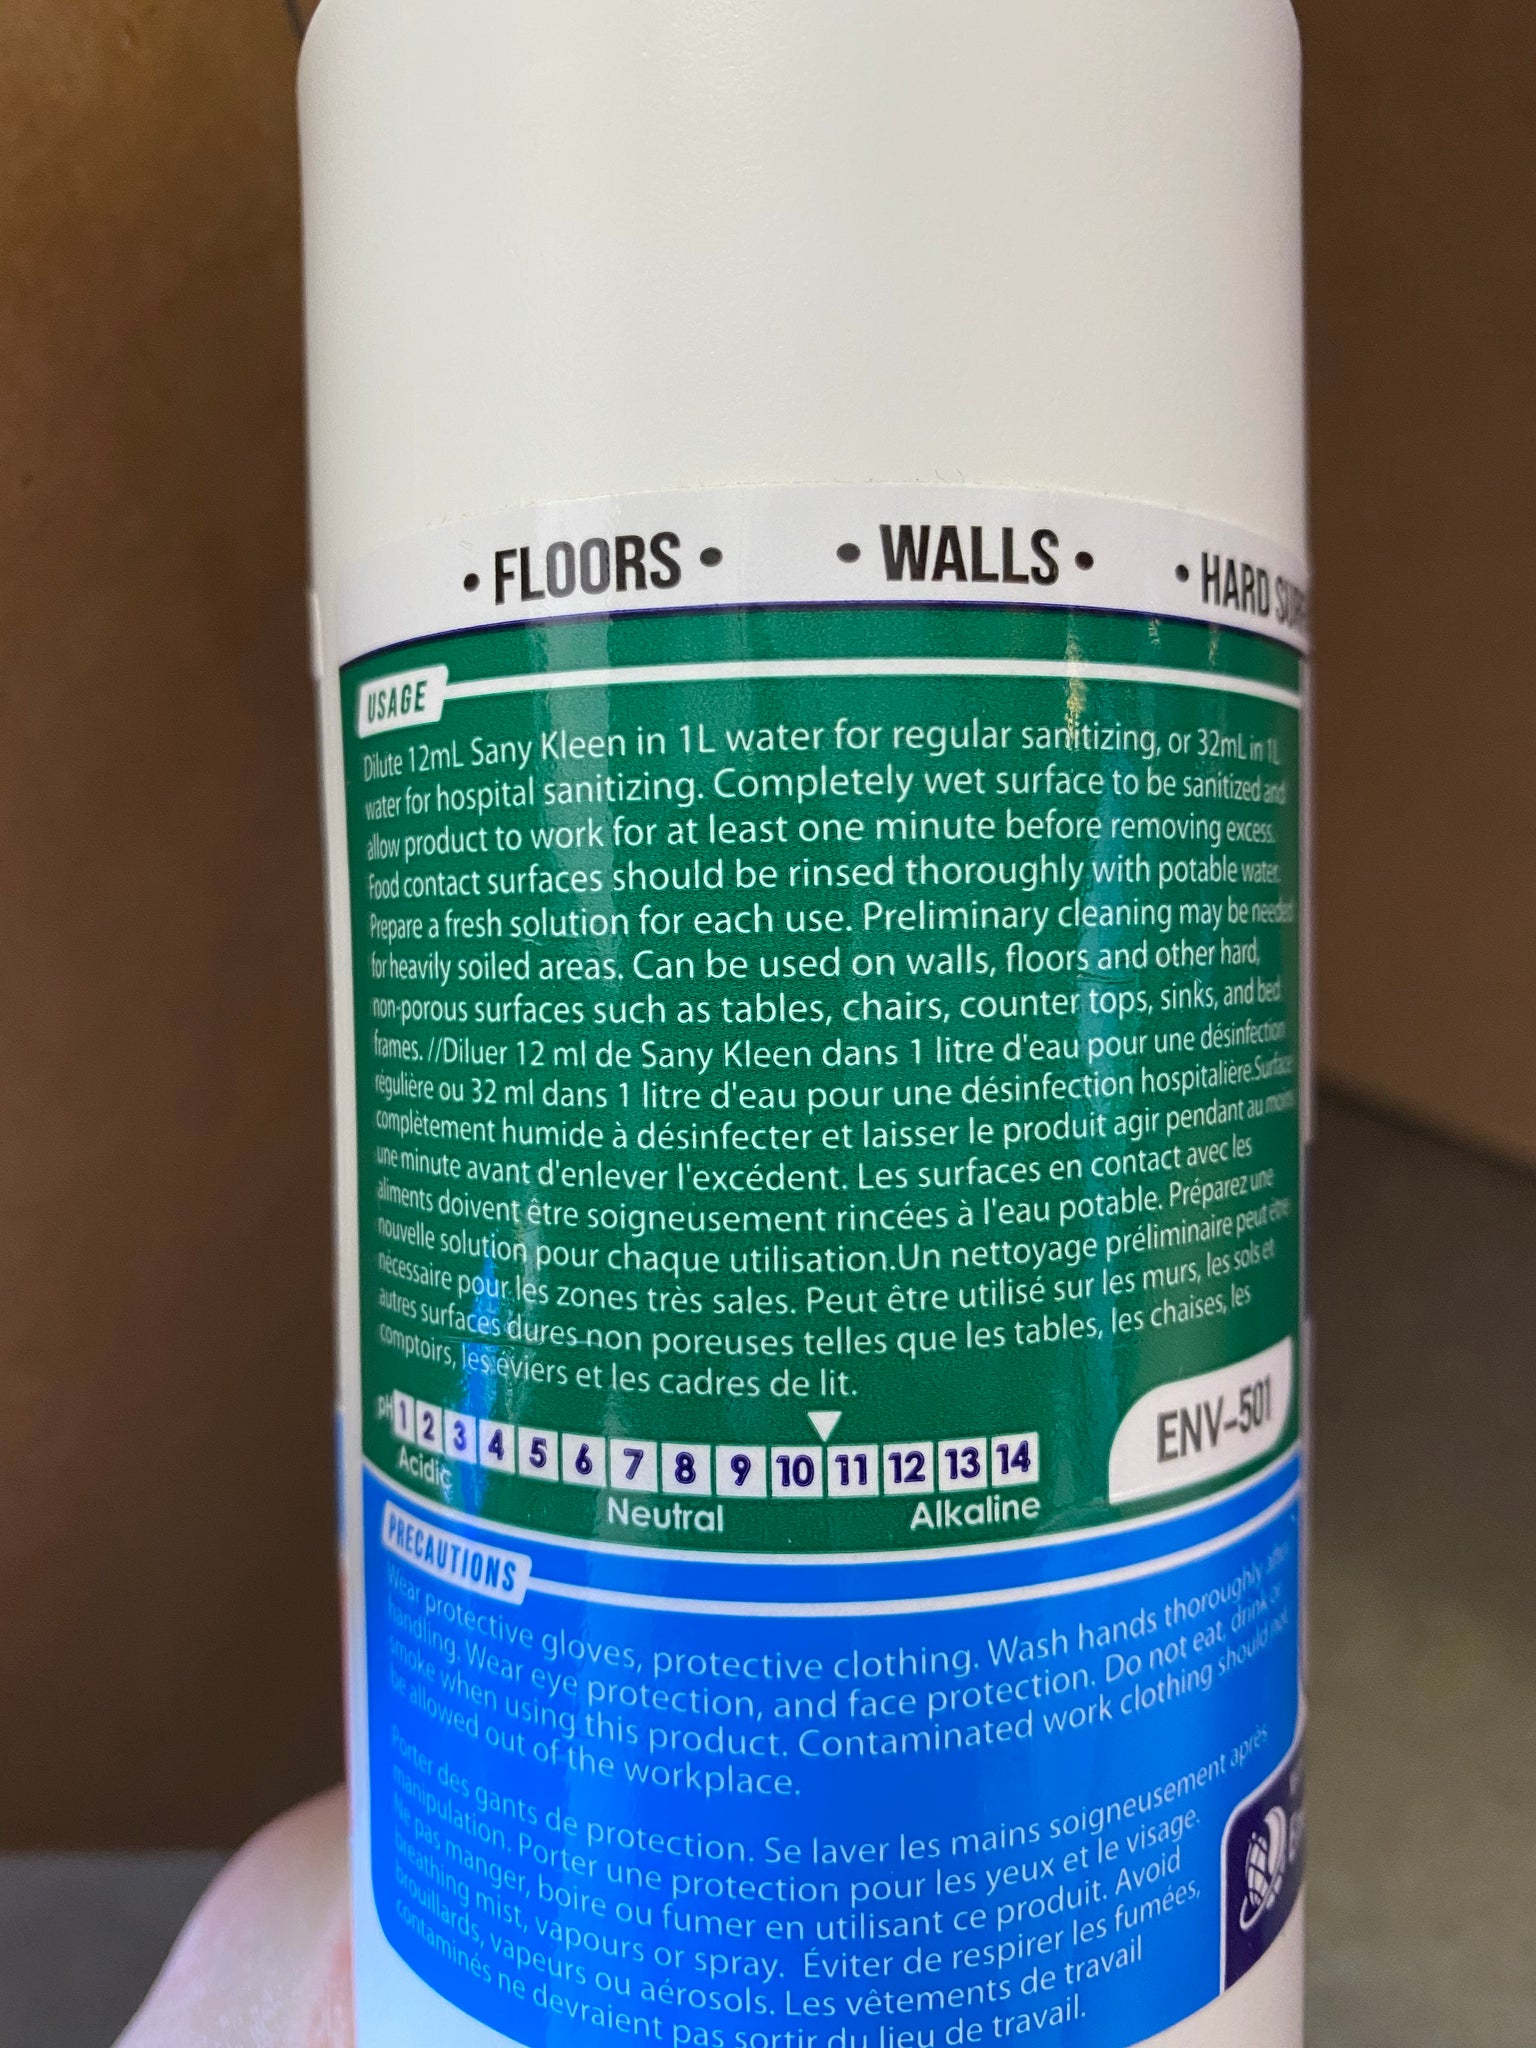 • FLOORS • • WALLS • • HARD
USAGE
Dilute 12mL Sany Kleen in 1L water for regular sanitizing, or 32mL in 1L
water for hospital sanitizing. Completely wet surface to be sanitized and
allow product to work for at least one minute before removing excess.
Food contact surfaces should be rinsed thoroughly with potable water.
Prepare a fresh solution for each use. Preliminary cleaning may be needed
for heavily soiled areas. Can be used on walls, floors and other hard,
non-porous surfaces such as tables, chairs, counter tops, sinks, and bed
frames. //Diluer 12 ml de Sany Kleen dans 1 litre d'eau pour une désinfection
régulière ou 32 ml dans 1 litre d'eau pour une désinfection hospitalière.Surface
complètement humide à désinfecter et laisser le produit agir pendant au moins
une minute avant d'enlever l'excédent. Les surfaces en contact avec les
aliments doivent être soigneusement rincées à l'eau potable. Préparez une
nouvelle solution pour chaque utilisation.Un nettoyage préliminaire peut être
nécessaire pour les zones très sales. Peut être utilisé sur les murs, les sols et
autres surfaces dures non poreuses telles que les tables, les chaises, les
comptoirs, les éviers et les cadres de lit.
pH 1 2 3 4 5 6 7 8 9 10 11 12 13 14
Acidic Neutral Alkaline
ENV-501
PRECAUTIONS
Wear protective gloves, protective clothing. Wash hands thoroughly after
handling. Wear eye protection, and face protection. Do not eat, drink or
smoke when using this product. Contaminated work clothing should not
be allowed out of the workplace.
Porter des gants de protection. Se laver les mains soigneusement après
manipulation. Porter une protection pour les yeux et le visage.
Ne pas manger, boire ou fumer en utilisant ce produit. Avoid
breathing mist, vapours or spray. Éviter de respirer les fumées,
brouillards, vapeurs ou aérosols. Les vêtements de travail
contaminés ne devraient pas sortir du lieu de travail.